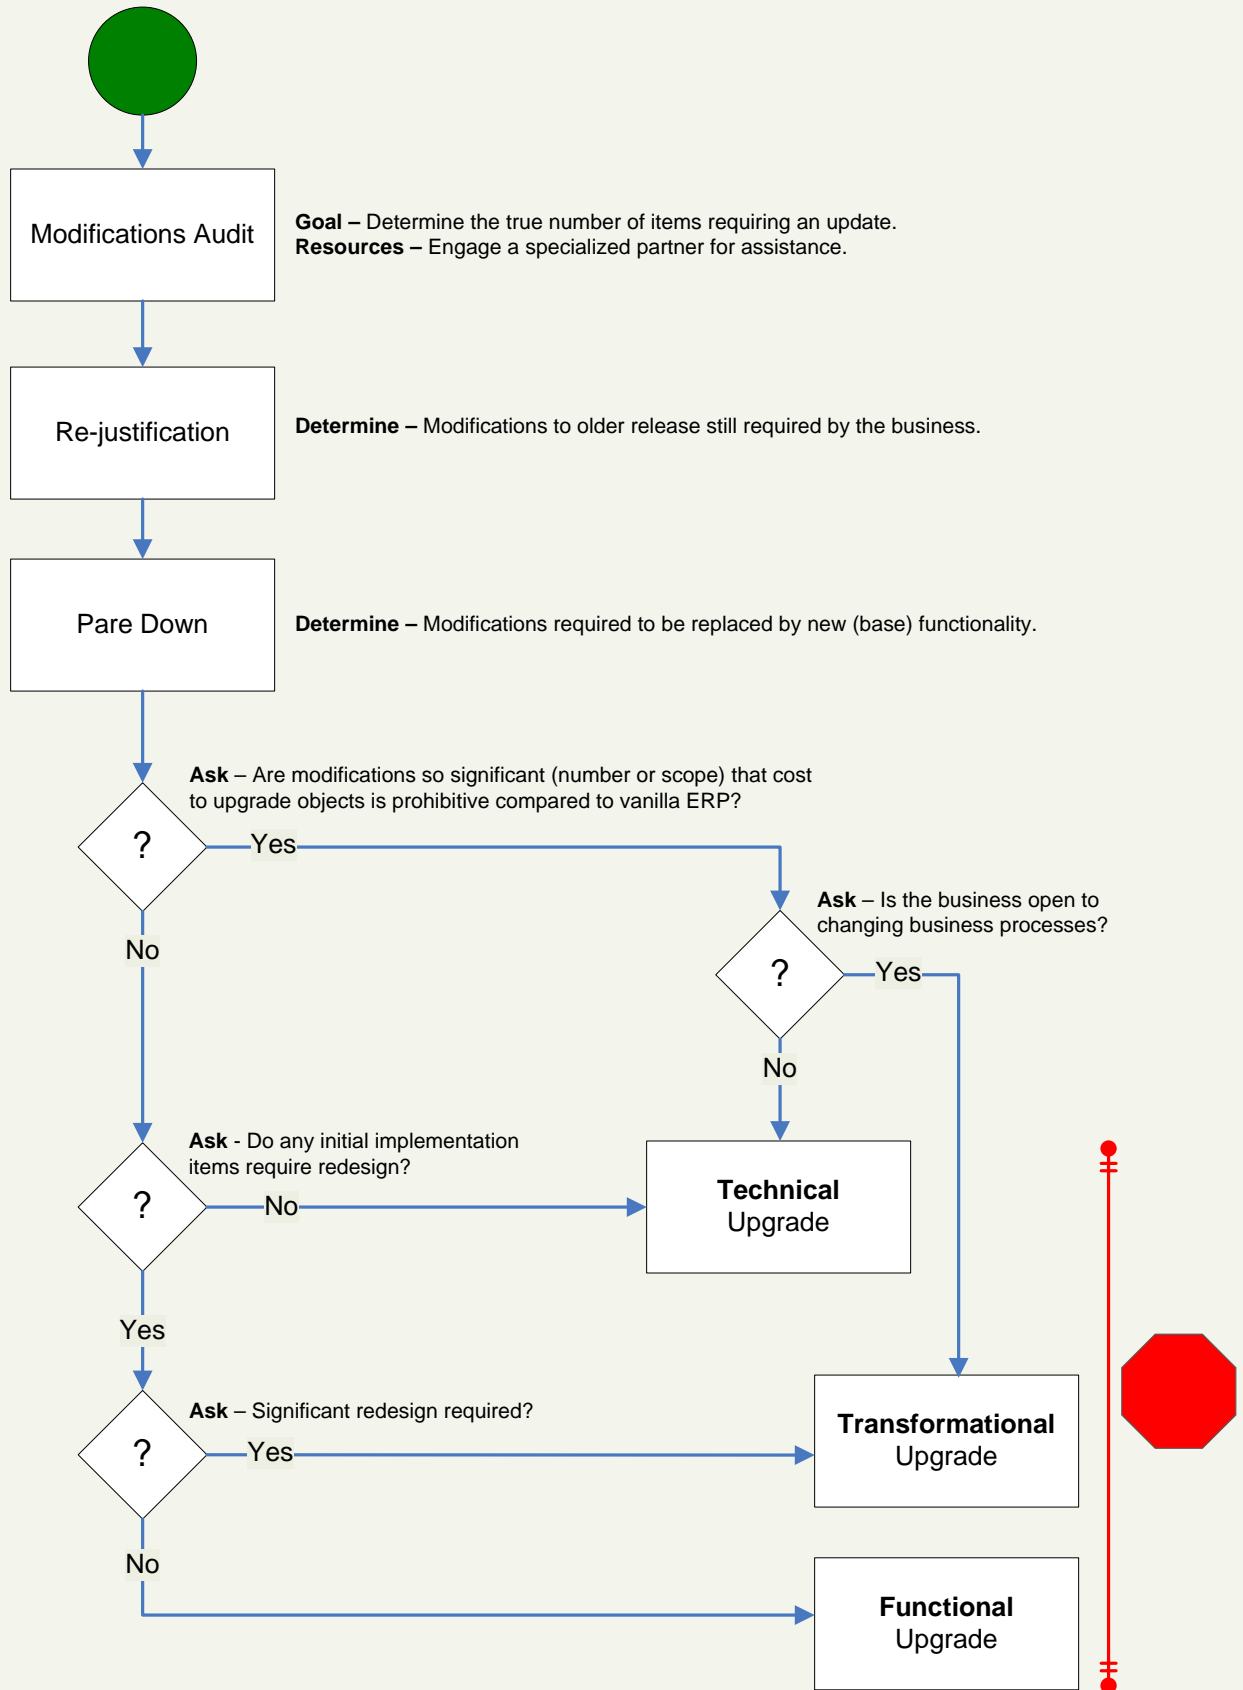 Modifications Audit
Goal – Determine the true number of items requiring an update.
Resources – Engage a specialized partner for assistance.
Re-justification
Determine – Modifications to older release still required by the business.
Pare Down
Determine – Modifications required to be replaced by new (base) functionality.
Ask – Are modifications so significant (number or scope) that cost
to upgrade objects is prohibitive compared to vanilla ERP?
?
Yes
Ask – Is the business open to
changing business processes?
No
?
Yes
No
Ask - Do any initial implementation
items require redesign?
?
No
Technical
Upgrade
Yes
Ask – Significant redesign required?
?
Yes
Transformational
Upgrade
No
Functional
Upgrade